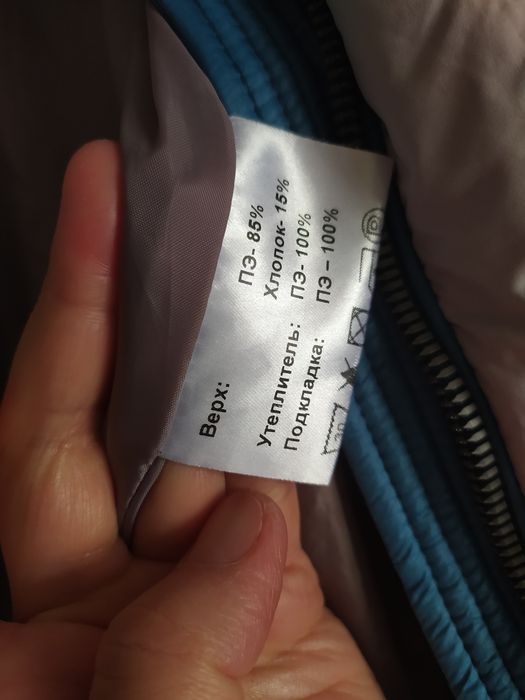 Верх: ПЭ- 85%
Хлопок- 15%
Утеплитель: ПЭ- 100%
Подкладка: ПЭ – 100%